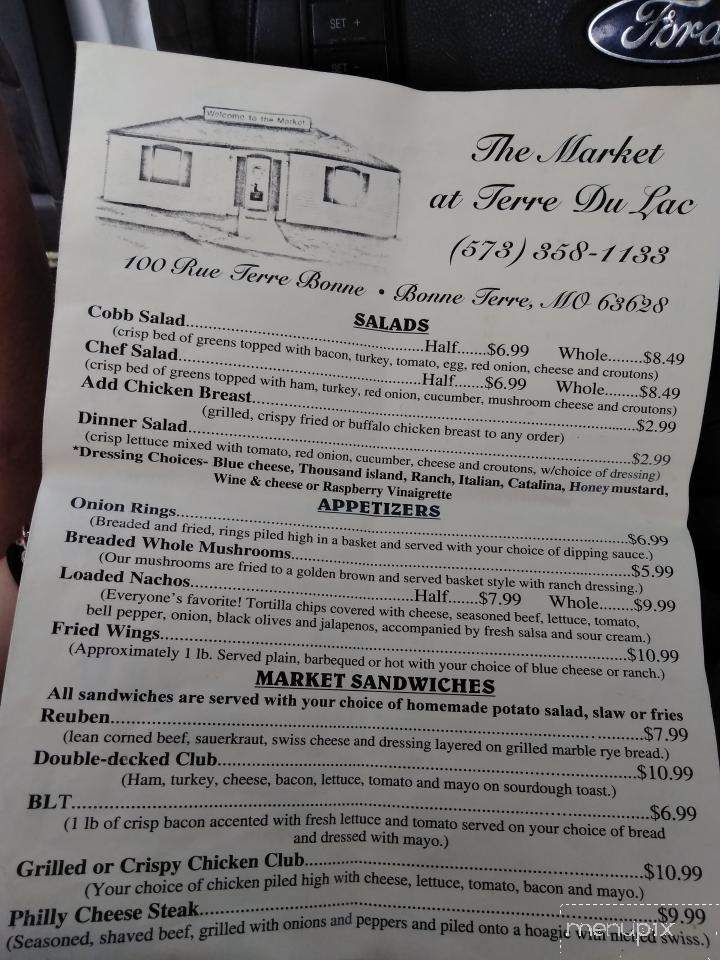 SET +
SET -
Ford
Welcome to the Market
The Market
at Terre Du Lac
(573) 358-1133
100 Rue Terre Bonne • Bonne Terre, MO 63628
SALADS
Cobb Salad...Half.......$6.99 Whole........$8.49
(crisp bed of greens topped with bacon, turkey, tomato, egg, red onion, cheese and croutons)
Chef Salad...Half.......$6.99 Whole........$8.49
(crisp bed of greens topped with ham, turkey, red onion, cucumber, mushroom cheese and croutons)
Add Chicken Breast...$2.99
(grilled, crispy fried or buffalo chicken breast to any order)
Dinner Salad...$2.99
(crisp lettuce mixed with tomato, red onion, cucumber, cheese and croutons, w/choice of dressing)
*Dressing Choices- Blue cheese, Thousand island, Ranch, Italian, Catalina, Honey mustard,
Wine & cheese or Raspberry Vinaigrette
APPETIZERS
Onion Rings...$6.99
(Breaded and fried, rings piled high in a basket and served with your choice of dipping sauce.)
Breaded Whole Mushrooms...$5.99
(Our mushrooms are fried to a golden brown and served basket style with ranch dressing.)
Loaded Nachos...Half.......$7.99 Whole.......$9.99
(Everyone's favorite! Tortilla chips covered with cheese, seasoned beef, lettuce, tomato,
bell pepper, onion, black olives and jalapenos, accompanied by fresh salsa and sour cream.)
Fried Wings...$10.99
(Approximately 1 lb. Served plain, barbequed or hot with your choice of blue cheese or ranch.)
MARKET SANDWICHES
All sandwiches are served with your choice of homemade potato salad, slaw or fries
Reuben...$7.99
(lean corned beef, sauerkraut, swiss cheese and dressing layered on grilled marble rye bread.)
Double-decked Club...$10.99
(Ham, turkey, cheese, bacon, lettuce, tomato and mayo on sourdough toast.)
BLT...$6.99
(1 lb of crisp bacon accented with fresh lettuce and tomato served on your choice of bread
and dressed with mayo.)
Grilled or Crispy Chicken Club...$10.99
(Your choice of chicken piled high with cheese, lettuce, tomato, bacon and mayo.)
Philly Cheese Steak...$9.99
(Seasoned, shaved beef, grilled with onions and peppers and piled onto a hoagie with melted swiss.)
menupix